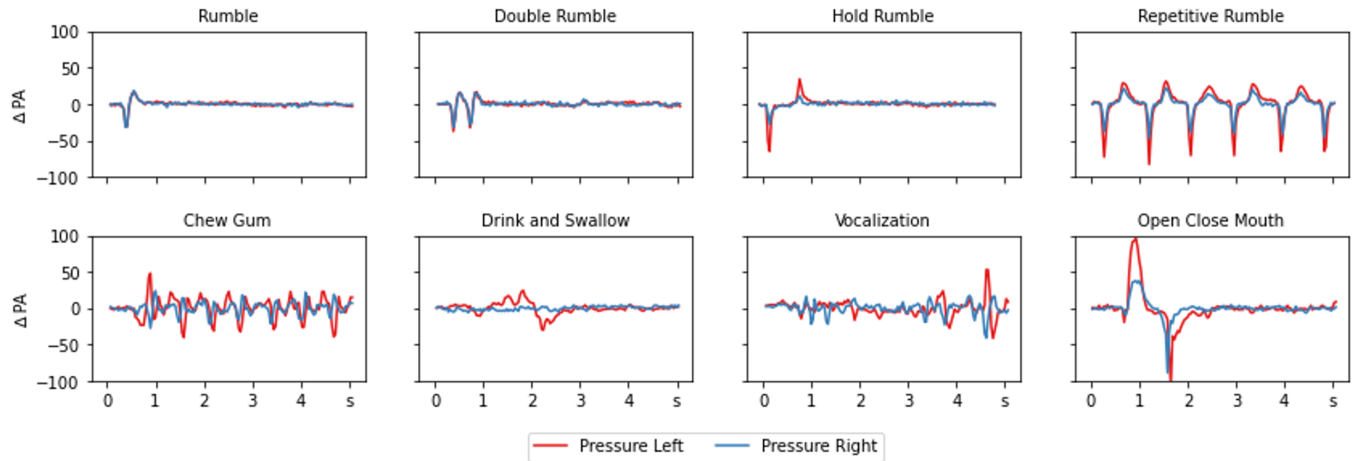 Rumble Double Rumble Hold Rumble Repetitive Rumble
100
50
0
−50
−100
Δ PA
Chew Gum Drink and Swallow Vocalization Open Close Mouth
100
50
0
−50
−100
Δ PA
0 1 2 3 4 s 0 1 2 3 4 s 0 1 2 3 4 s 0 1 2 3 4 s
Pressure Left Pressure Right